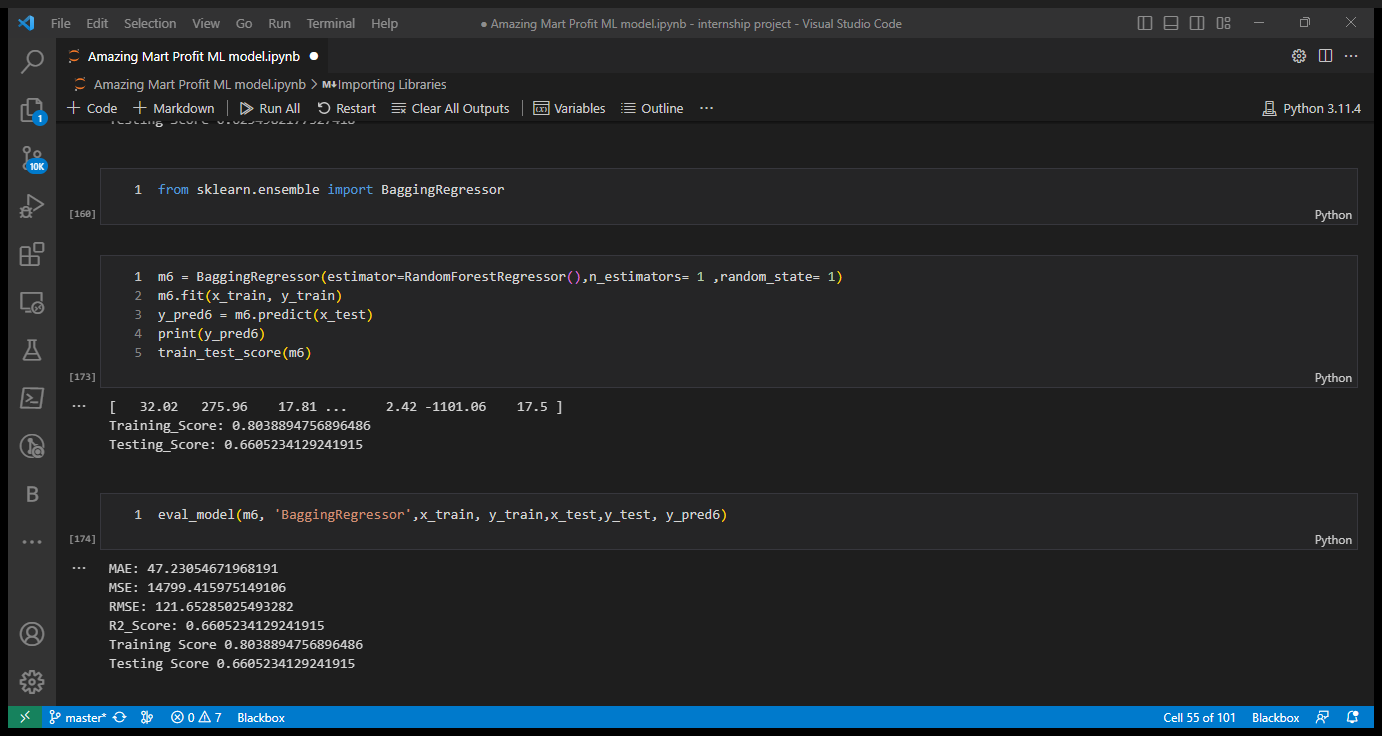 File Edit Selection View Go Run Terminal Help
● Amazing Mart Profit ML model.ipynb - internship project - Visual Studio Code
Amazing Mart Profit ML model.ipynb ●
Amazing Mart Profit ML model.ipynb > M↓Importing Libraries
+ Code + Markdown Run All Restart Clear All Outputs Variables Outline ... Python 3.11.4
1
10K
B
1 from sklearn.ensemble import BaggingRegressor
[160] Python
1 m6 = BaggingRegressor(estimator=RandomForestRegressor(),n_estimators= 1 ,random_state= 1)
2 m6.fit(x_train, y_train)
3 y_pred6 = m6.predict(x_test)
4 print(y_pred6)
5 train_test_score(m6)
[173] Python
... [   32.02   275.96    17.81 ...     2.42 -1101.06    17.5 ]
Training_Score: 0.8038894756896486
Testing_Score: 0.6605234129241915
1 eval_model(m6, 'BaggingRegressor',x_train, y_train,x_test,y_test, y_pred6)
[174] Python
... MAE: 47.23054671968191
MSE: 14799.415975149106
RMSE: 121.65285025493282
R2_Score: 0.6605234129241915
Training Score 0.8038894756896486
Testing Score 0.6605234129241915
master* 0 7 Blackbox Cell 55 of 101 Blackbox